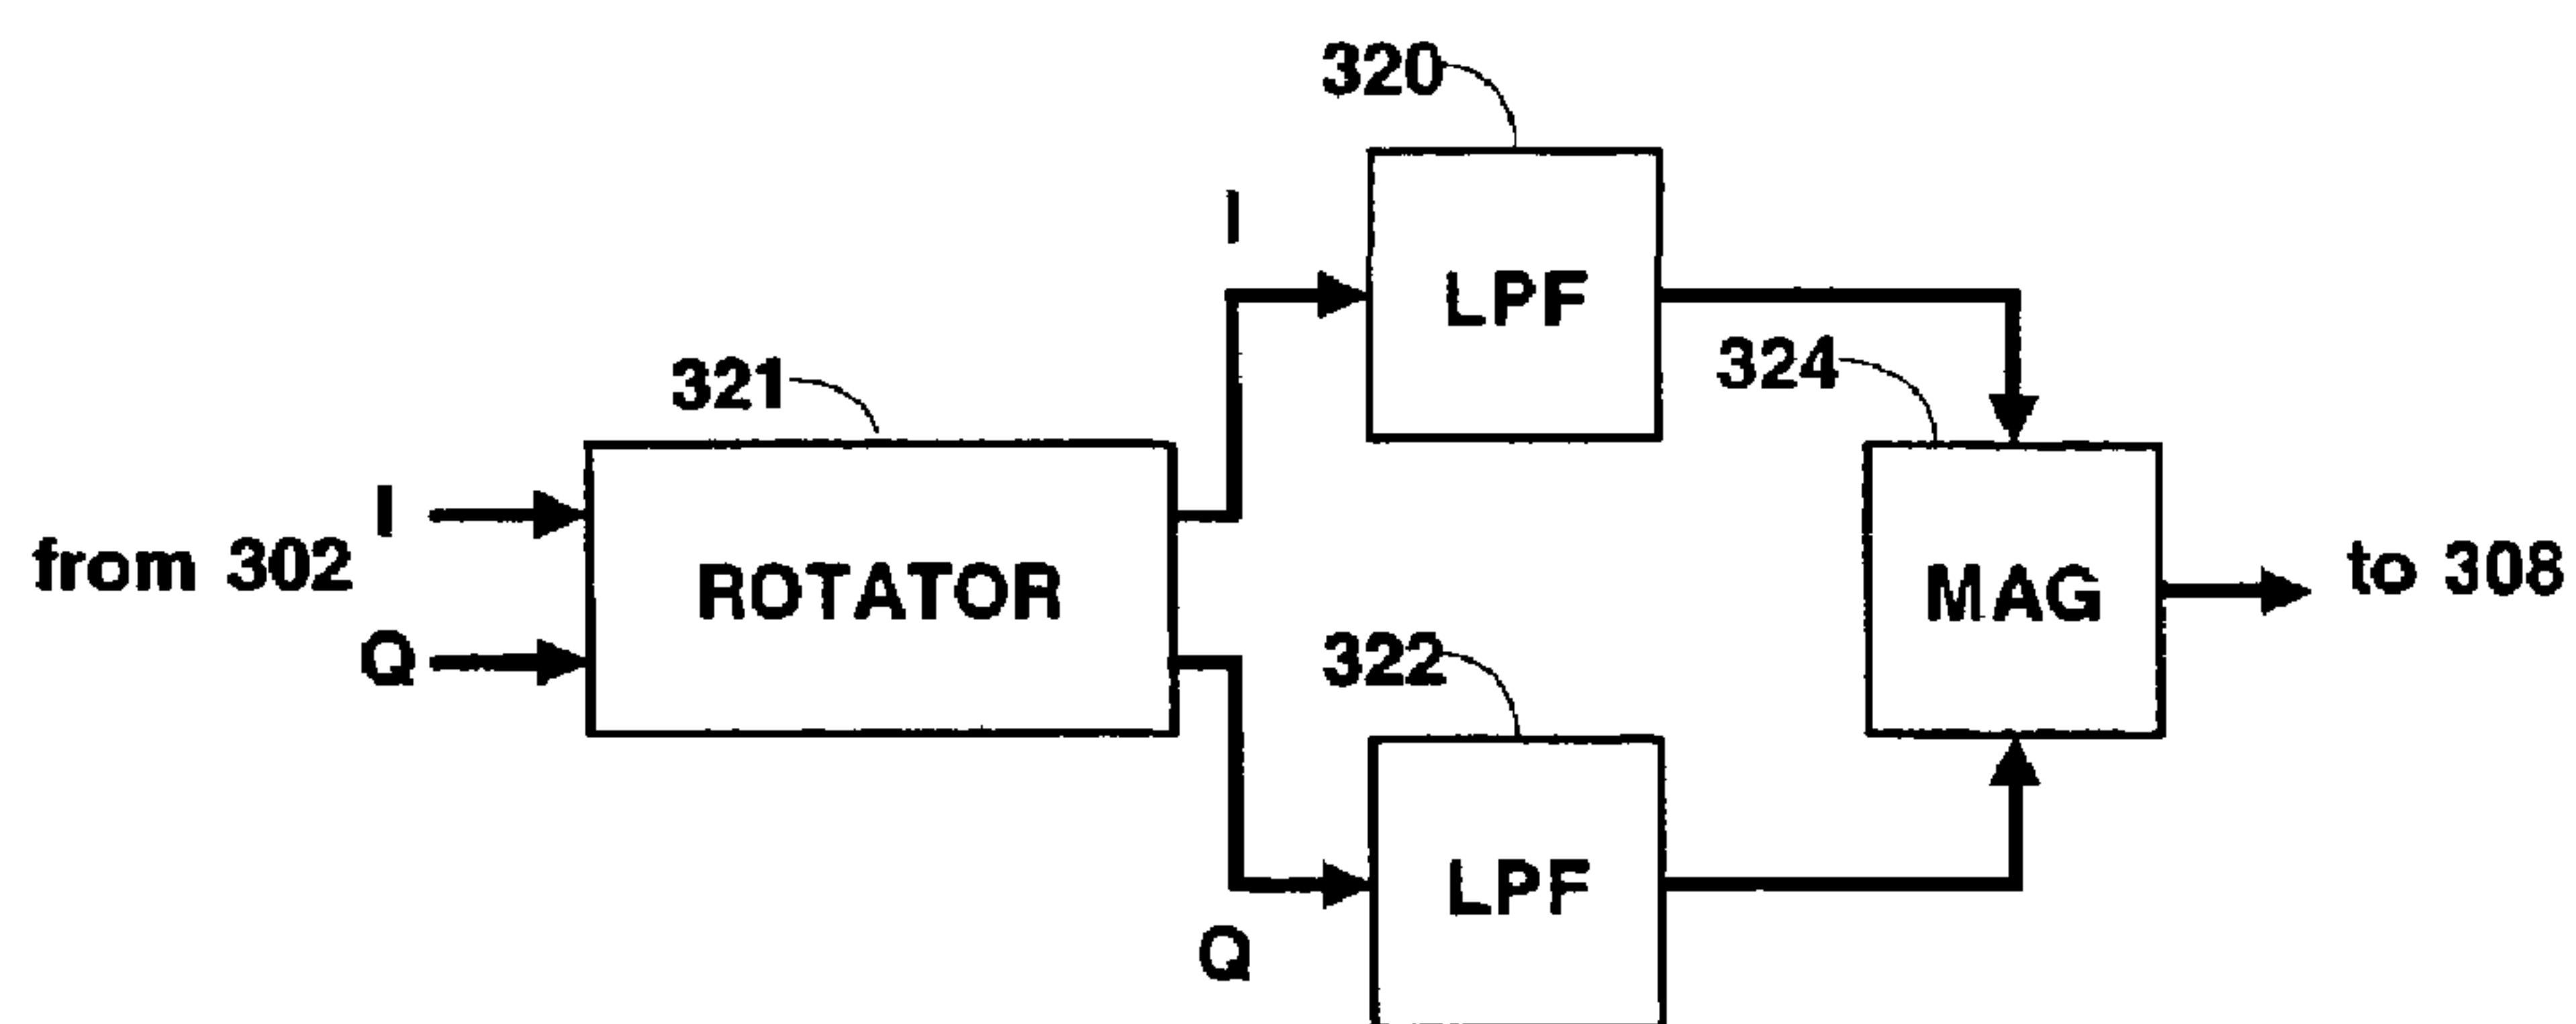 320
I
LPF
324
321
I
from 302
ROTATOR
MAG
to 308
Q
322
LPF
Q